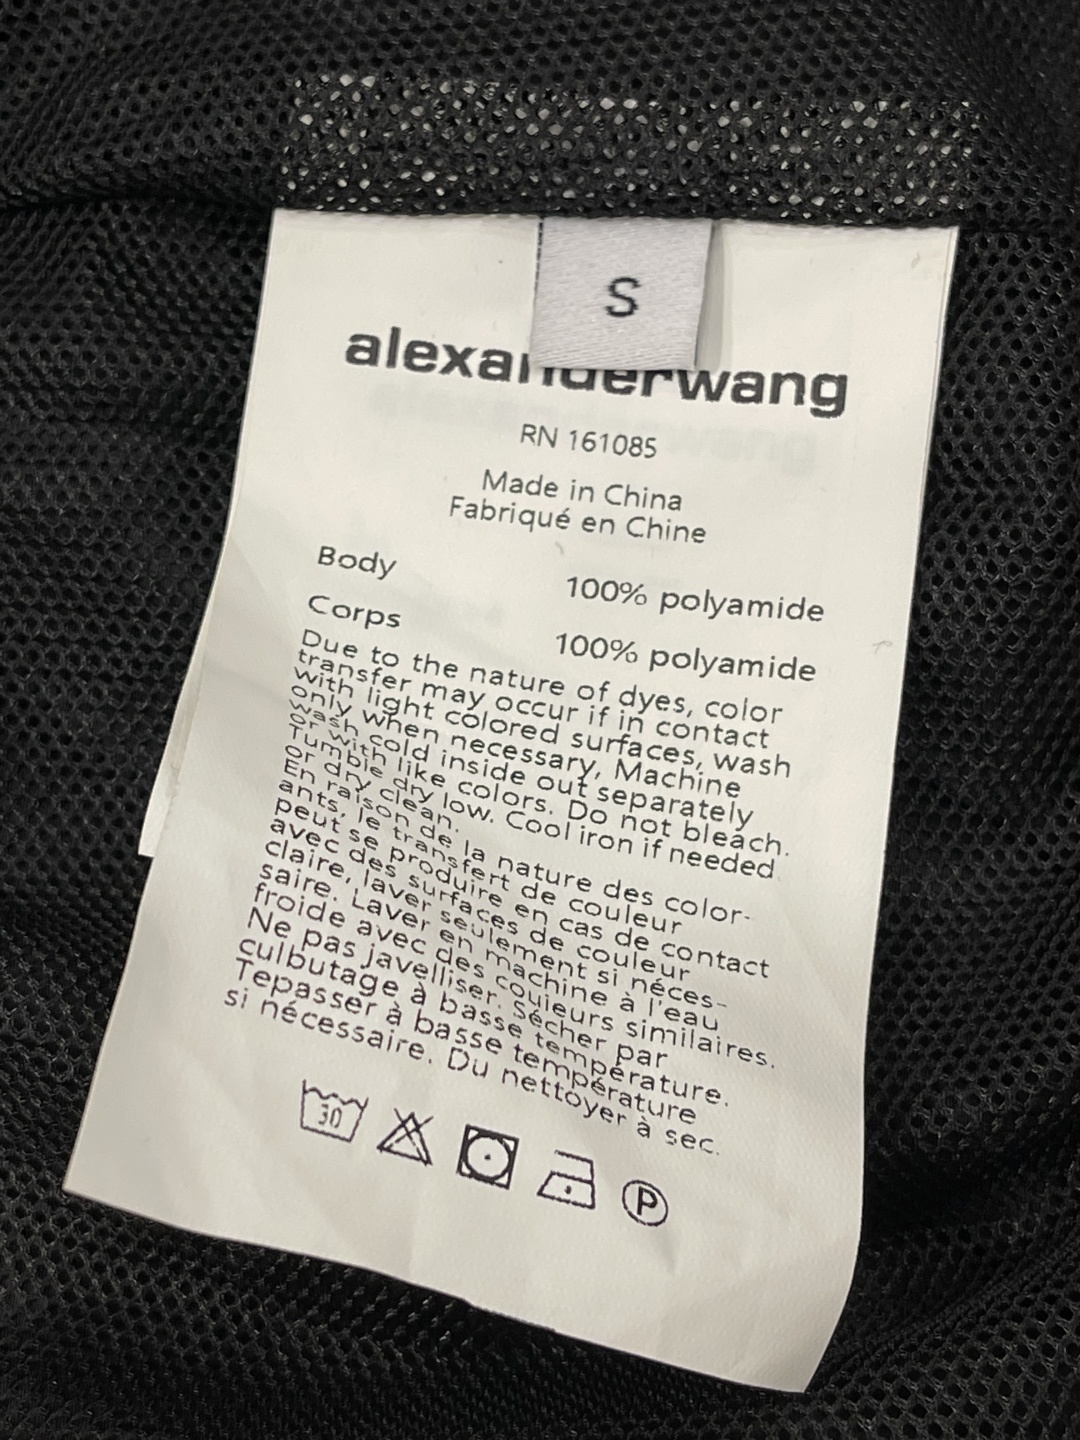 S
alexanderwang
RN 161085
Made in China
Fabriqué en Chine
Body 100% polyamide
Corps 100% polyamide
Due to the nature of dyes, color
transfer may occur if in contact
with light colored surfaces, wash
only when necessary, Machine
wash cold inside out separately
or with like colors. Do not bleach.
Tumble dry low. Cool iron if needed
or dry clean.
En raison de la nature des color-
ants, le transfert de couleur
peut se produire en cas de contact
avec des surfaces de couleur
claire, laver seulement si néces-
saire. Laver en machine à l'eau
froide avec des couleurs similaires.
Ne pas javelliser. Sécher par
culbutage à basse température.
Tepasser à basse température
si nécessaire. Du nettoyer à sec.
30
P